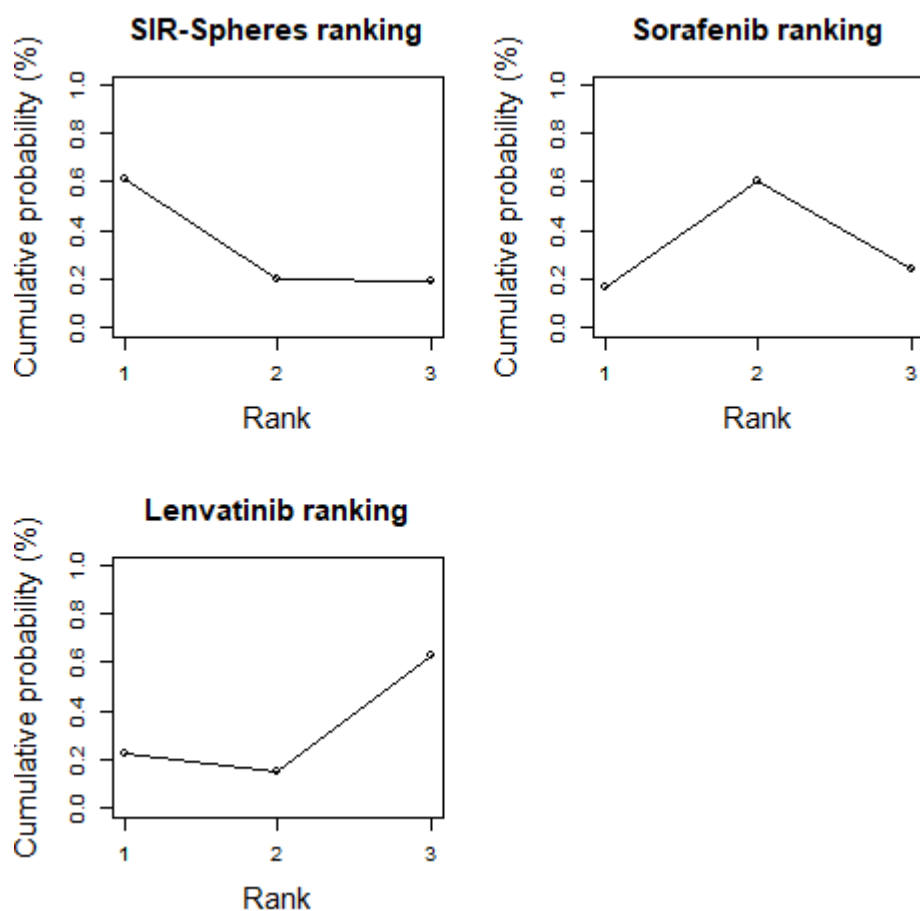 SIR-Spheres ranking
Cumulative probability (%)
1.0
0.8
0.6
0.4
0.2
0.0
1 2 3
Rank
Sorafenib ranking
Cumulative probability (%)
1.0
0.8
0.6
0.4
0.2
0.0
1 2 3
Rank
Lenvatinib ranking
Cumulative probability (%)
1.0
0.8
0.6
0.4
0.2
0.0
1 2 3
Rank